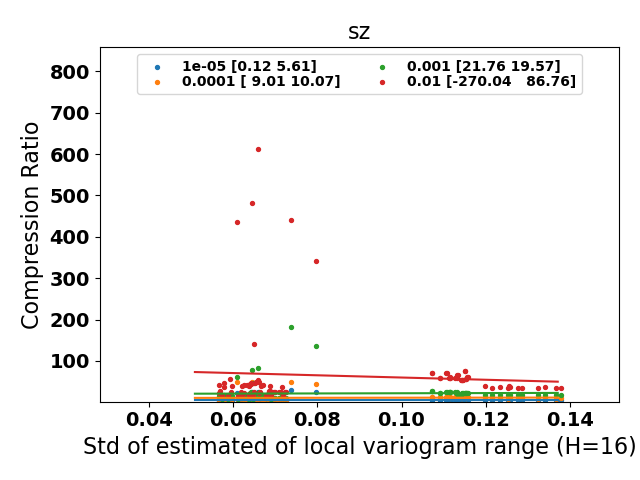 sz
1e-05 [0.12 5.61]
0.0001 [ 9.01 10.07]
0.001 [21.76 19.57]
0.01 [-270.04   86.76]
Compression Ratio
800
700
600
500
400
300
200
100
0.04 0.06 0.08 0.10 0.12 0.14
Std of estimated of local variogram range (H=16)